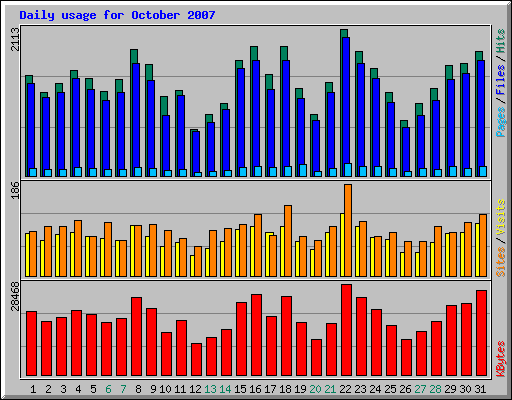 Daily usage for October 2007
2113
Pages / Files / Hits
186
Sites / Visits
28468
KBytes
1 2 3 4 5 6 7 8 9 10 11 12 13 14 15 16 17 18 19 20 21 22 23 24 25 26 27 28 29 30 31